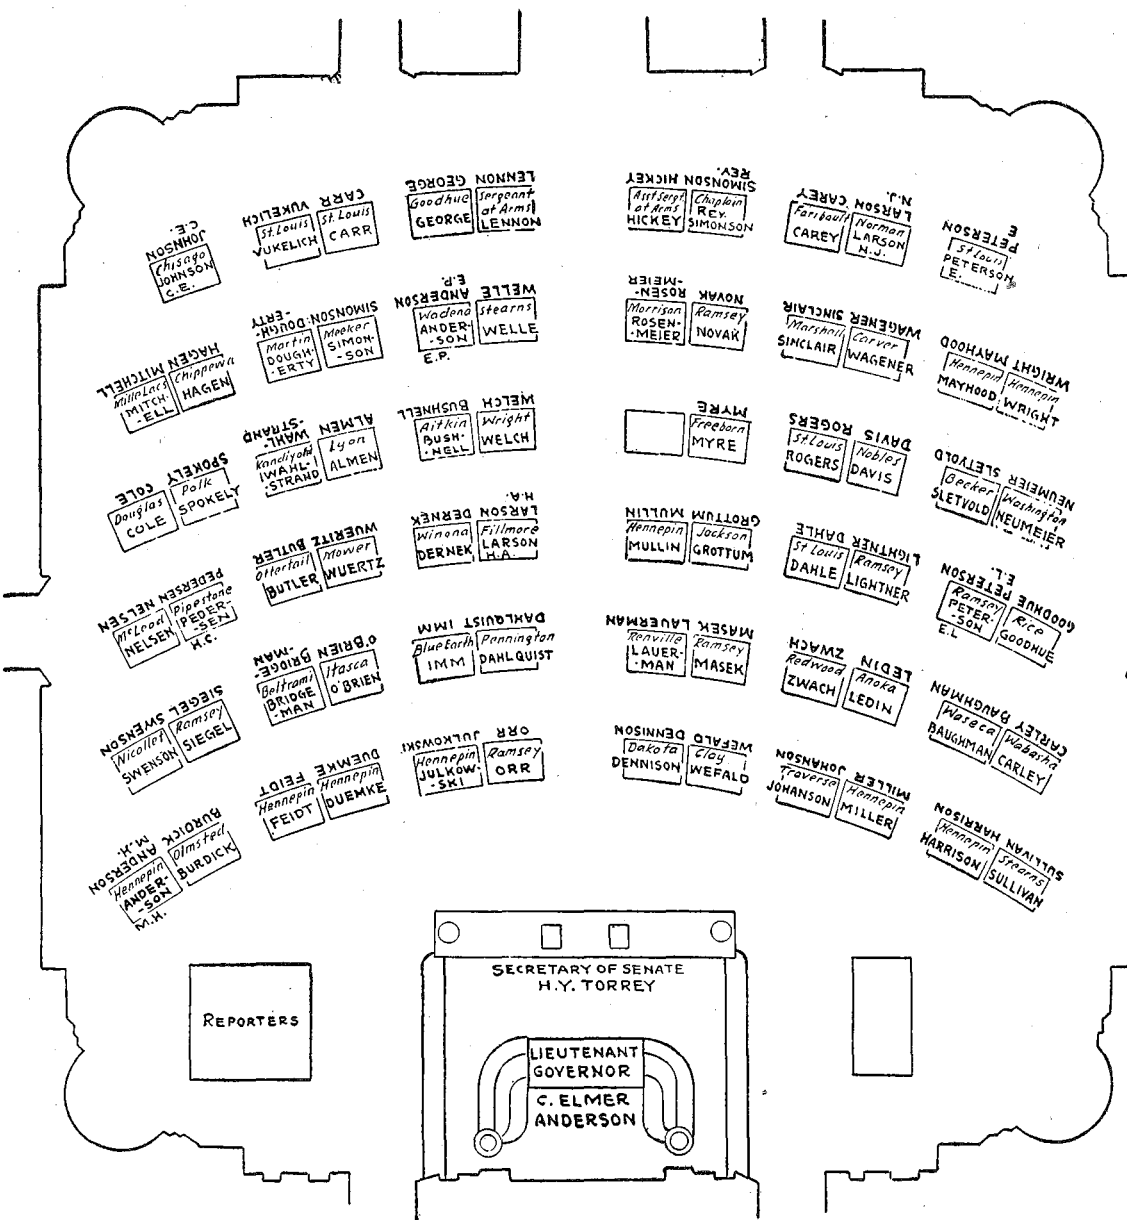 LENNON GEORGE
Goodhue
GEORGE
Sergeant
at Arms
LENNON
REV.
SIMONSON HICKEY
Asst Sergt.
at Arms
HICKEY
Chaplain
REV.
SIMONSON
CARR VUKELICH
St. Louis
VUKELICH
St. Louis
CARR
N.J.
LARSON CAREY
Faribault
CAREY
Norman
LARSON
N.J.
JOHNSON
C.E.
Chisago
JOHNSON
C.E.
PETERSON
E
St Louis
PETERSON
E.
WELLE ANDERSON
E.P.
Wadena
ANDER-
-SON
E.P.
Stearns
WELLE
NOVAK ROSEN-
-MEIER
Morrison
ROSEN-
-MEIER
Ramsey
NOVAK
SIMONSON: DOUGH-
-ERTY
Martin
DOUGH-
-ERTY
Meeker
SIMON-
-SON
WAGENER SINCLAIR
Marshall
SINCLAIR
Carver
WAGENER
HAGEN MITCHELL
Mille Lacs
MITCH-
-ELL
Chippewa
HAGEN
WRIGHT MAYHOOD
Hennepin
MAYHOOD
Hennepin
WRIGHT
WELCH BUSHNELL
Aitkin
BUSH-
-NELL
Wright
WELCH
MYRE
Freeborn
MYRE
ALMEN WAHL-
-STRAND
Kandiyohi
WAHL-
-STRAND
Lyon
ALMEN
DAVIS ROGERS
St. Louis
ROGERS
Nobles
DAVIS
SPOKELY COLE
Douglas
COLE
Polk
SPOKELY
NEUMEIER SLETVOLD
Becker
SLETVOLD
Washington
NEUMEIER
H.A.
LARSON DERNEK
Winona
DERNEK
Fillmore
LARSON
H.A.
GROTTUM MULLIN
Hennepin
MULLIN
Jackson
GROTTUM
WUERITZ BUTLER
Ottertail
BUTLER
Mower
WUERTZ
LIGHTNER DAHLE
St Louis
DAHLE
Ramsey
LIGHTNER
PEDERSEN NELSEN
McLeod
NELSEN
Pipestone
PEDER-
-SEN
H.C.
GOODHUE PETERSON
E.L.
Ramsey
PETER-
-SON
E.L
Rice
GOODHUE
DAHLQUIST IMM
Blue Earth
IMM
Pennington
DAHLQUIST
MASEK LAUERMAN
Renville
LAUER-
-MAN
Ramsey
MASEK
O'BRIEN BRIDGE-
-MAN
Beltrami
BRIDGE
-MAN
Itasca
O'BRIEN
LEDIN ZWACH
Redwood
ZWACH
Anoka
LEDIN
SIEGEL SWENSON
Nicollet
SWENSON
Ramsey
SIEGEL
CARLEY BAUGHMAN
Waseca
BAUGHMAN
Wabasha
CARLEY
ORR JULKOWSKI
Hennepin
JULKOW-
-SKI
Ramsey
ORR
WEFALD DENNISON
Dakota
DENNISON
Clay
WEFALD
DUEMKE FEIDT
Hennepin
FEIDT
Hennepin
DUEMKE
MILLER JOHANSON
Traverse
JOHANSON
Hennepin
MILLER
BURDICK ANDERSON
M.H.
Hennepin
ANDER-
-SON
M.H.
Olmsted
BURDICK
SULLIVAN HARRISON
Hennepin
HARRISON
Stearns
SULLIVAN
SECRETARY OF SENATE
H.Y. TORREY
REPORTERS
LIEUTENANT
GOVERNOR
C. ELMER
ANDERSON